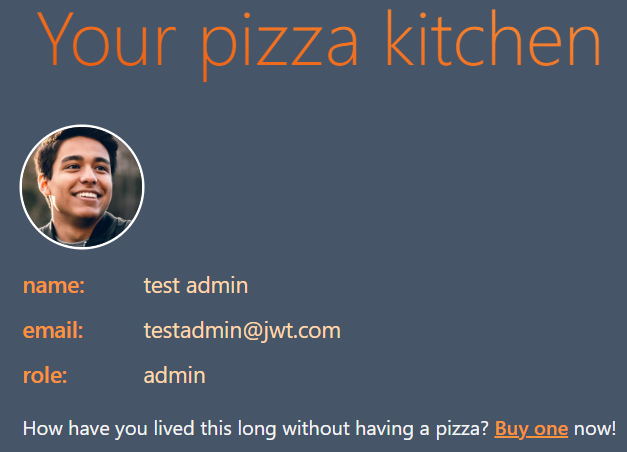 Your pizza kitchen
name: test admin
email: testadmin@jwt.com
role: admin
How have you lived this long without having a pizza? Buy one now!